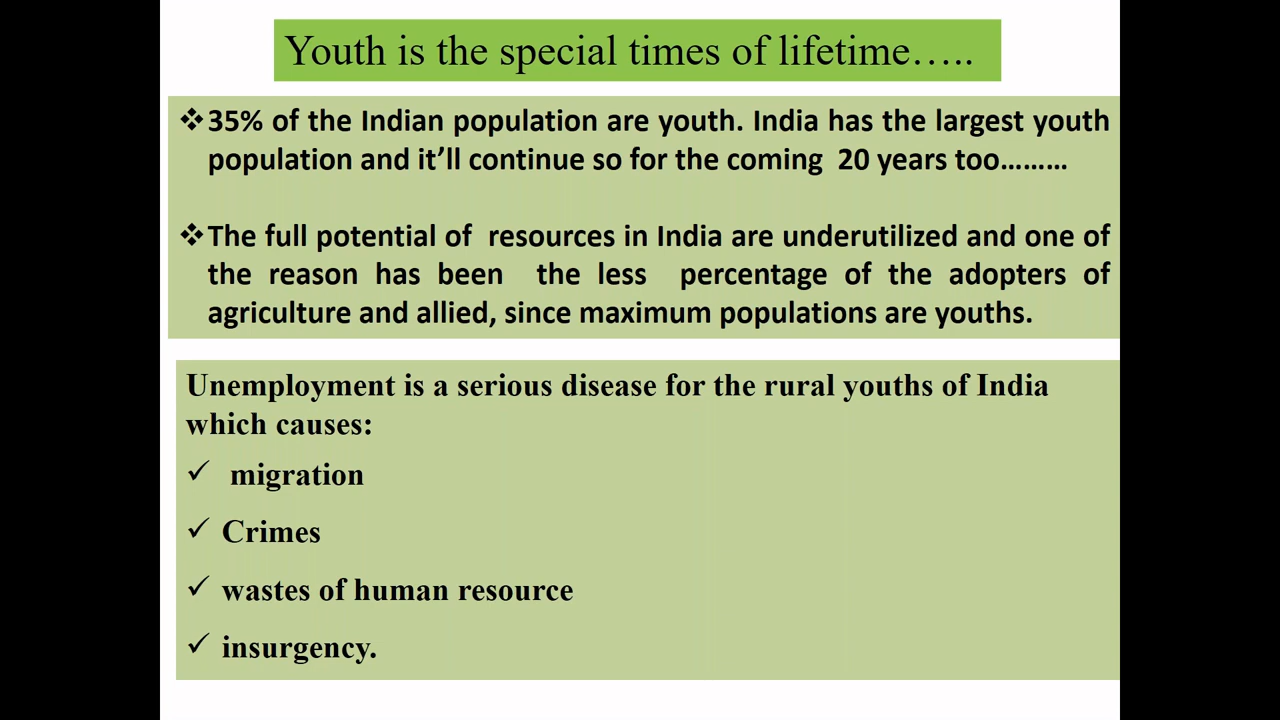 Youth is the special times of lifetime…..
❖35% of the Indian population are youth. India has the largest youth
population and it’ll continue so for the coming 20 years too………
❖The full potential of resources in India are underutilized and one of
the reason has been the less percentage of the adopters of
agriculture and allied, since maximum populations are youths.
Unemployment is a serious disease for the rural youths of India
which causes:
✓ migration
✓ Crimes
✓ wastes of human resource
✓ insurgency.